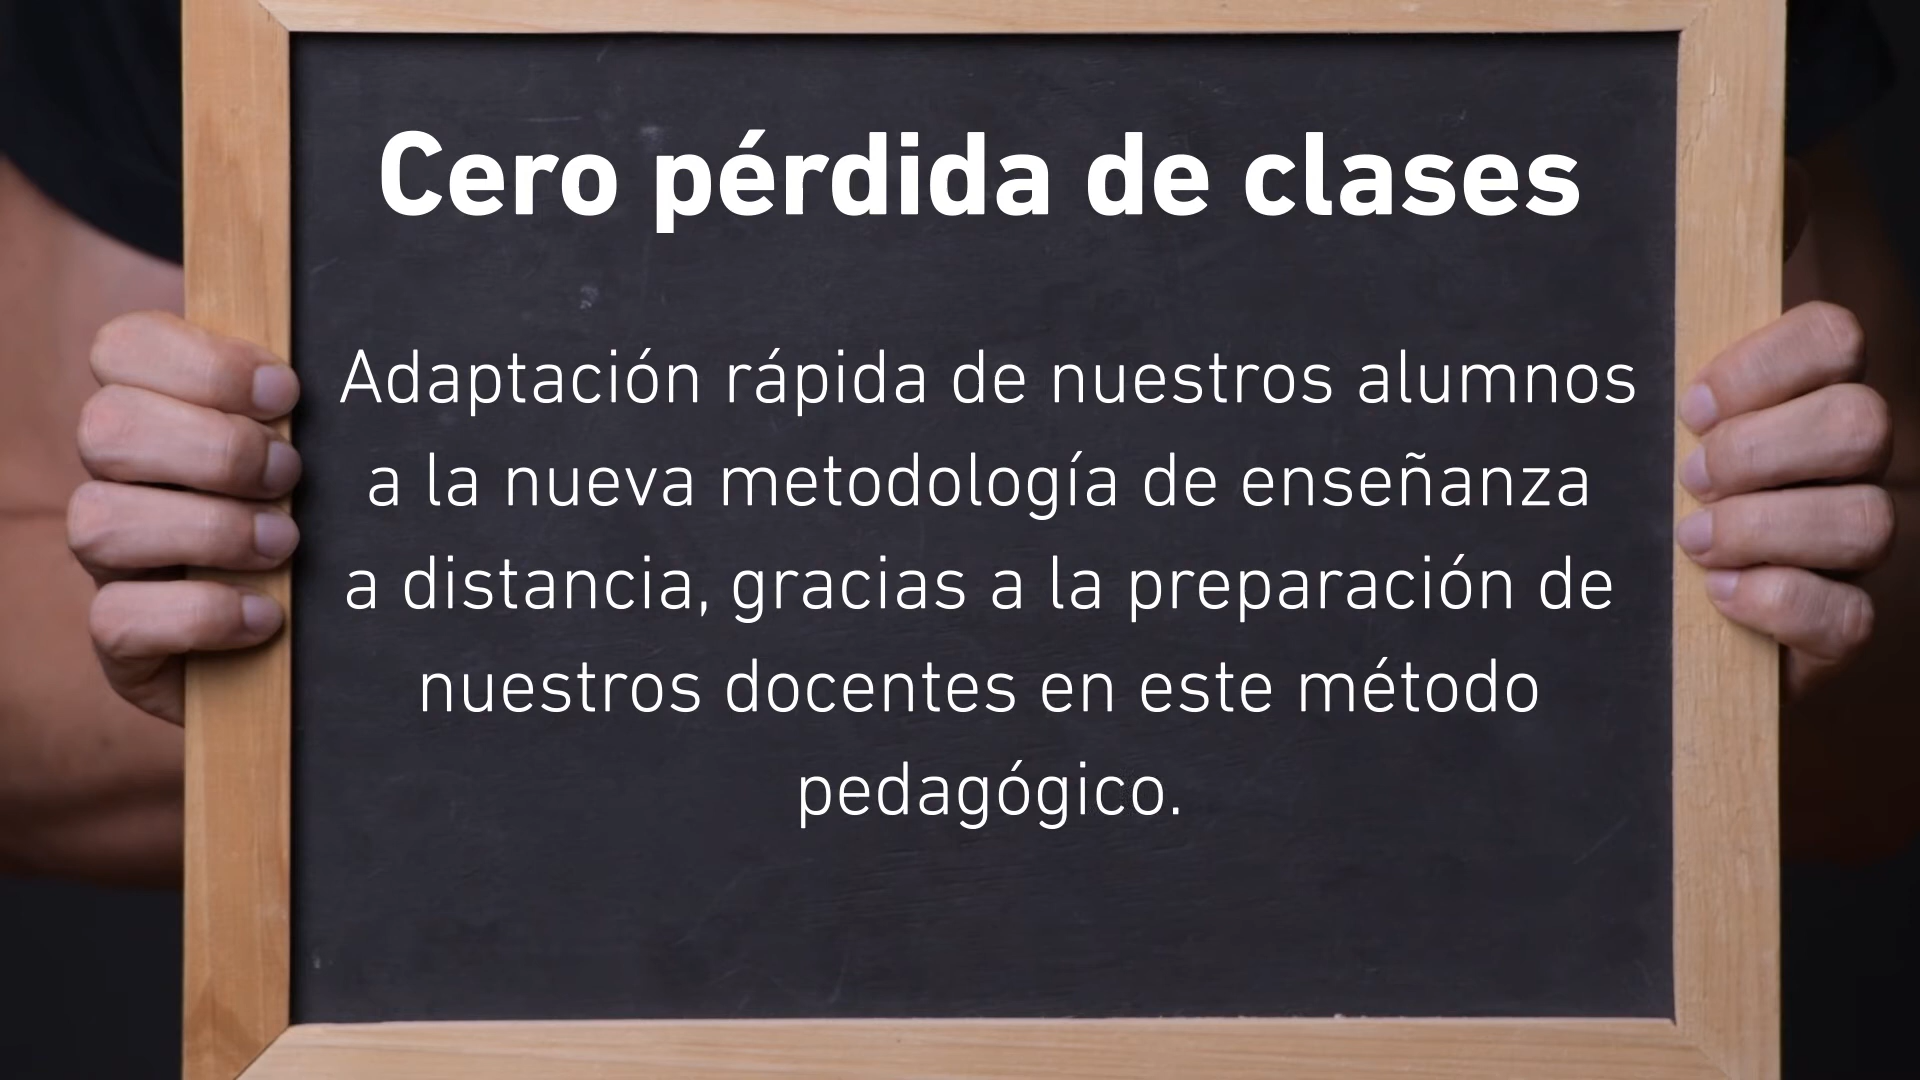 Cero pérdida de clases
Adaptación rápida de nuestros alumnos
a la nueva metodología de enseñanza
a distancia, gracias a la preparación de
nuestros docentes en este método
pedagógico.